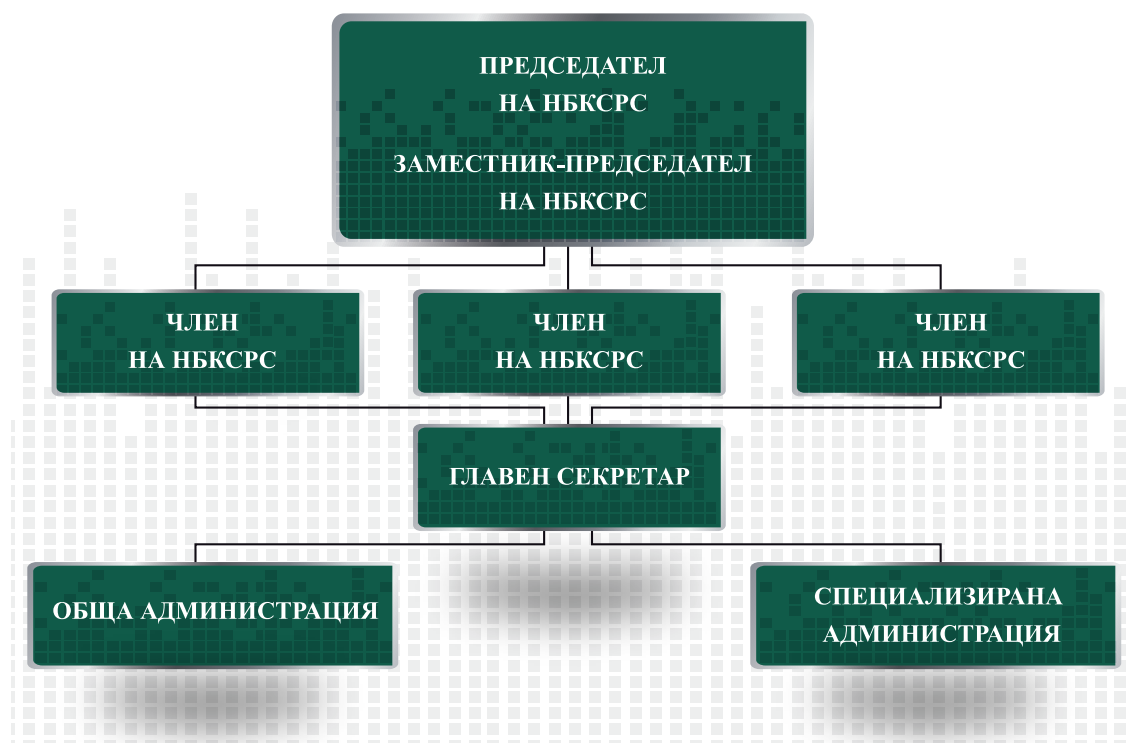 ПРЕДСЕДАТЕЛ
НА НБКСРС
ЗАМЕСТНИК-ПРЕДСЕДАТЕЛ
НА НБКСРС
ЧЛЕН
НА НБКСРС
ЧЛЕН
НА НБКСРС
ЧЛЕН
НА НБКСРС
ГЛАВЕН СЕКРЕТАР
ОБЩА АДМИНИСТРАЦИЯ
СПЕЦИАЛИЗИРАНА
АДМИНИСТРАЦИЯ